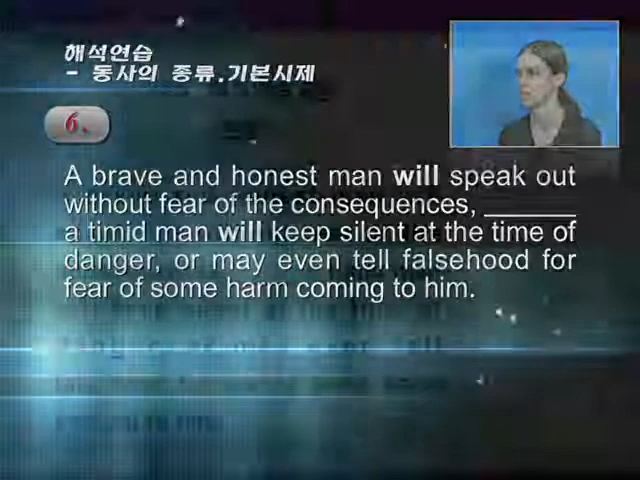 해석연습
- 동사의 종류.기본시제
6.
A brave and honest man will speak out
without fear of the consequences, ______
a timid man will keep silent at the time of
danger, or may even tell falsehood for
fear of some harm coming to him.